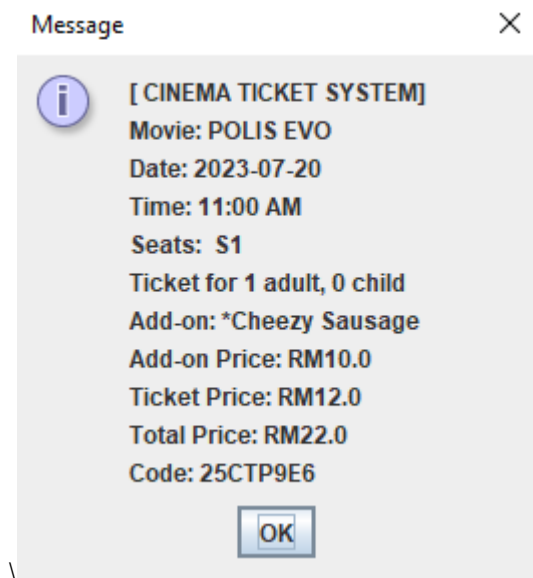 Message
[ CINEMA TICKET SYSTEM]
Movie: POLIS EVO
Date: 2023-07-20
Time: 11:00 AM
Seats:  S1
Ticket for 1 adult, 0 child
Add-on: *Cheezy Sausage
Add-on Price: RM10.0
Ticket Price: RM12.0
Total Price: RM22.0
Code: 25CTP9E6
OK
\